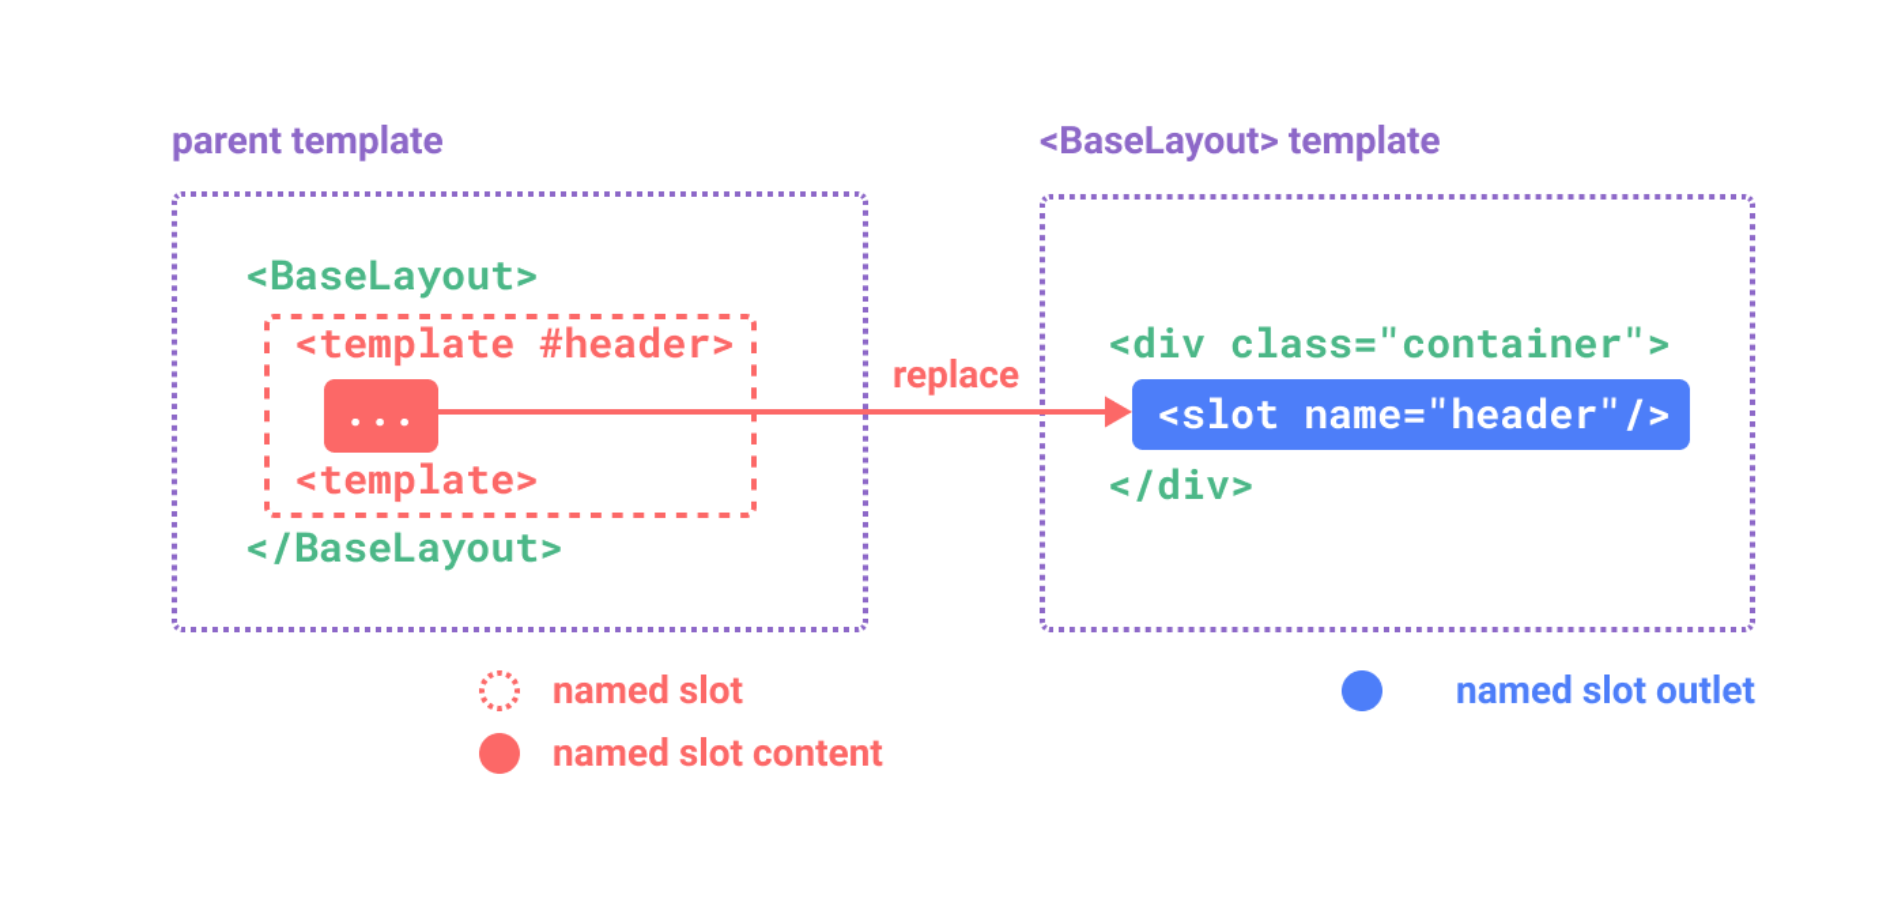 parent template
<BaseLayout>
<template #header>
...
<template>
</BaseLayout>
named slot
named slot content
replace
<BaseLayout> template
<div class="container">
<slot name="header"/>
</div>
named slot outlet